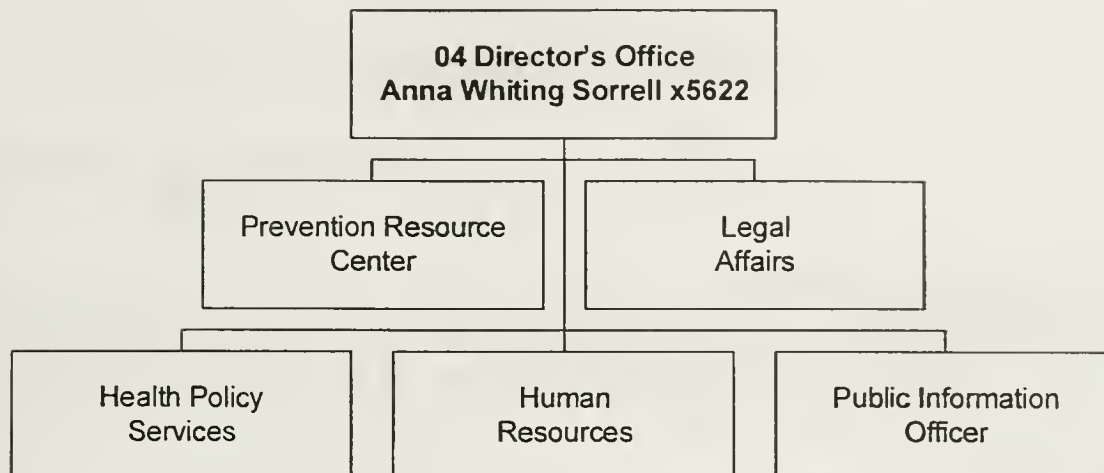 04 Director's Office
Anna Whiting Sorrell x5622
Prevention Resource
Center
Legal
Affairs
Health Policy
Services
Human
Resources
Public Information
Officer